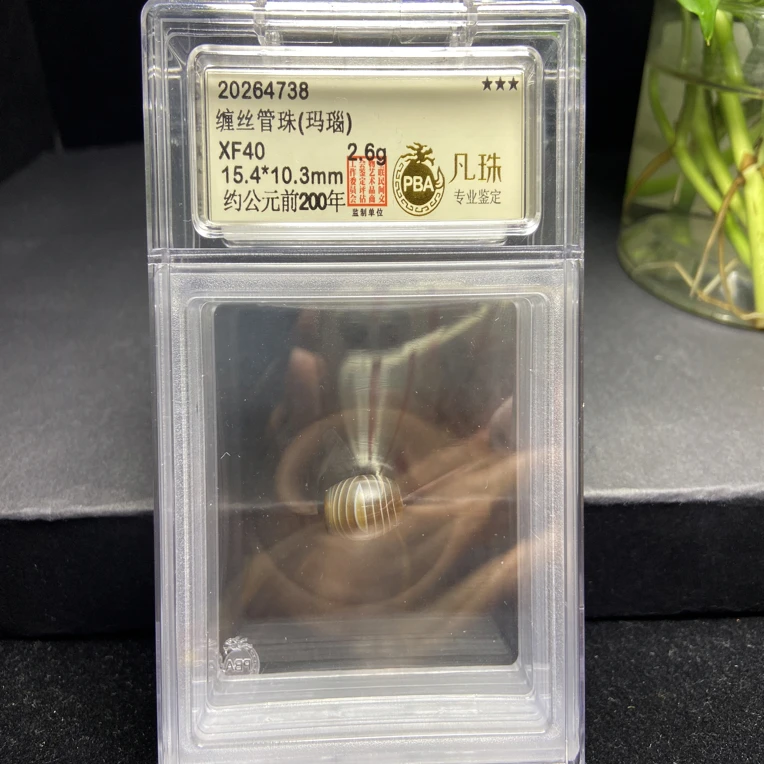 20264738
★★★
缠丝管珠(玛瑙)
XF40
2.6g
15.4*10.3mm
约公元前200年
监制单位
PBA
凡珠
专业鉴定
PBA